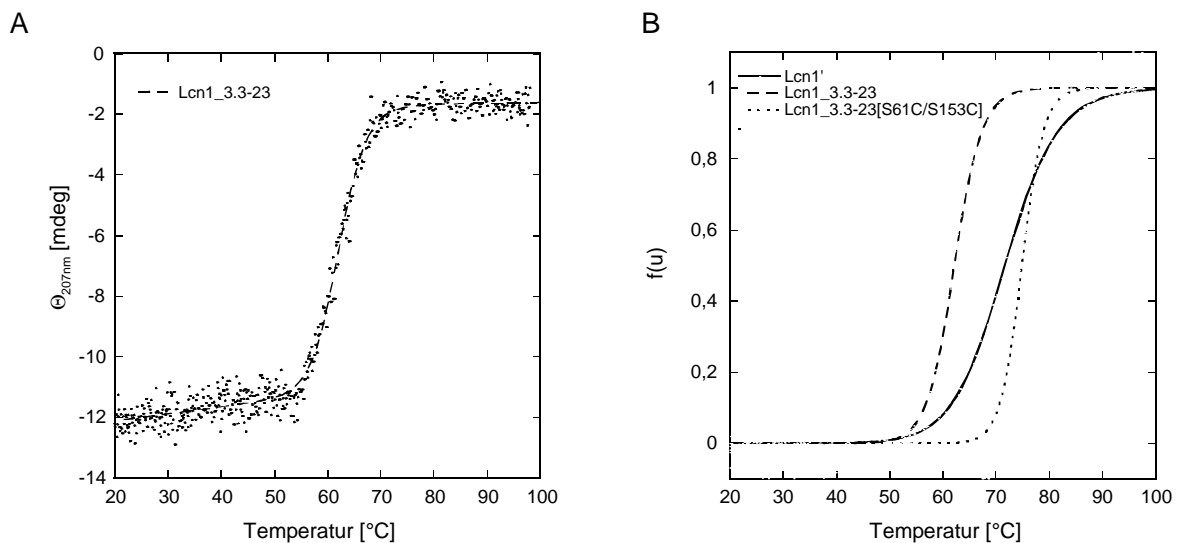 A
0
-2
-4
-6
-8
-10
-12
-14
Θ207nm [mdeg]
Lcn1_3.3-23
20 30 40 50 60 70 80 90 100
Temperatur [°C]
B
1
0,8
0,6
0,4
0,2
0
f(u)
Lcn1'
Lcn1_3.3-23
Lcn1_3.3-23[S61C/S153C]
20 30 40 50 60 70 80 90 100
Temperatur [°C]